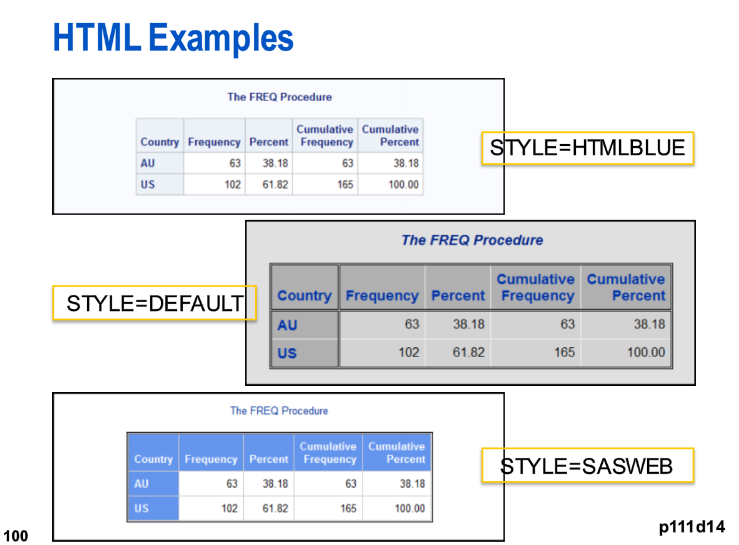 HTML Examples
The FREQ Procedure
Country Frequency Percent Cumulative Frequency Cumulative Percent
AU 63 38.18 63 38.18
US 102 61.82 165 100.00
STYLE=HTMLBLUE
The FREQ Procedure
Country Frequency Percent Cumulative Frequency Cumulative Percent
AU 63 38.18 63 38.18
US 102 61.82 165 100.00
STYLE=DEFAULT
The FREQ Procedure
Country Frequency Percent Cumulative Frequency Cumulative Percent
AU 63 38.18 63 38.18
US 102 61.82 165 100.00
STYLE=SASWEB
100
p111d14